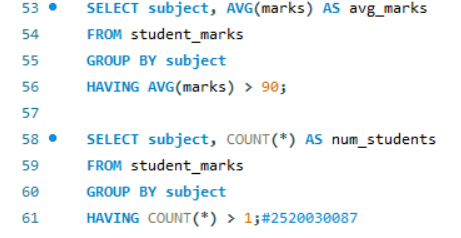 53 SELECT subject, AVG(marks) AS avg_marks
54 FROM student_marks
55 GROUP BY subject
56 HAVING AVG(marks) > 90;
57
58 SELECT subject, COUNT(*) AS num_students
59 FROM student_marks
60 GROUP BY subject
61 HAVING COUNT(*) > 1;#2520030087